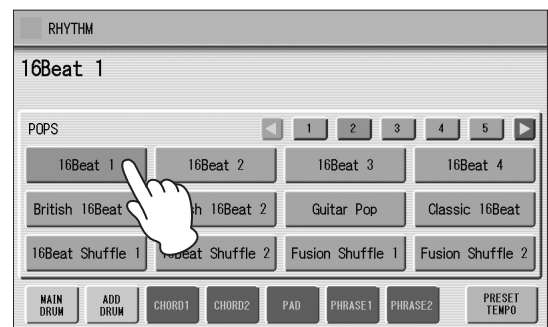 RHYTHM
16Beat 1
POPS 1 2 3 4 5
16Beat 1 16Beat 2 16Beat 3 16Beat 4
British 16Beat 2 Guitar Pop Classic 16Beat
16Beat Shuffle 1 Shuffle 2 Fusion Shuffle 1 Fusion Shuffle 2
MAIN DRUM ADD DRUM CHORD1 CHORD2 PAD PHRASE1 PHRASE2 PRESET TEMPO